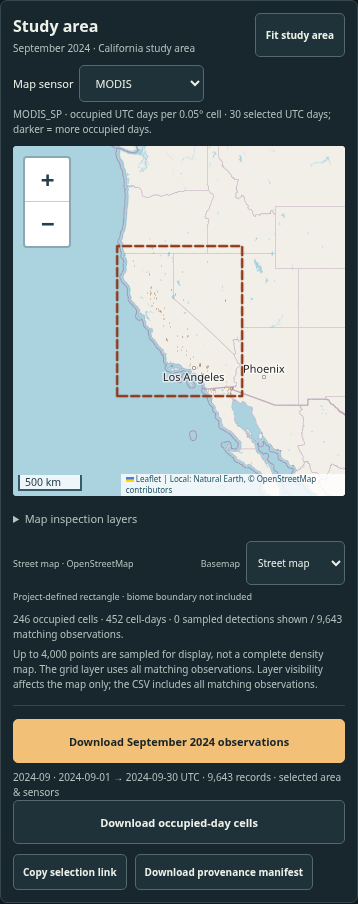 Study area
Fit study area
September 2024 · California study area
Map sensor
MODIS
MODIS_SP · occupied UTC days per 0.05° cell · 30 selected UTC days;
darker = more occupied days.
+
−
Los Angeles
Phoenix
500 km
Leaflet | Local: Natural Earth, © OpenStreetMap
contributors
▶ Map inspection layers
Street map · OpenStreetMap
Basemap
Street map
Project-defined rectangle · biome boundary not included
246 occupied cells · 452 cell-days · 0 sampled detections shown / 9,643
matching observations.
Up to 4,000 points are sampled for display, not a complete density
map. The grid layer uses all matching observations. Layer visibility
affects the map only; the CSV includes all matching observations.
Download September 2024 observations
2024-09 · 2024-09-01 → 2024-09-30 UTC · 9,643 records · selected area
& sensors
Download occupied-day cells
Copy selection link
Download provenance manifest